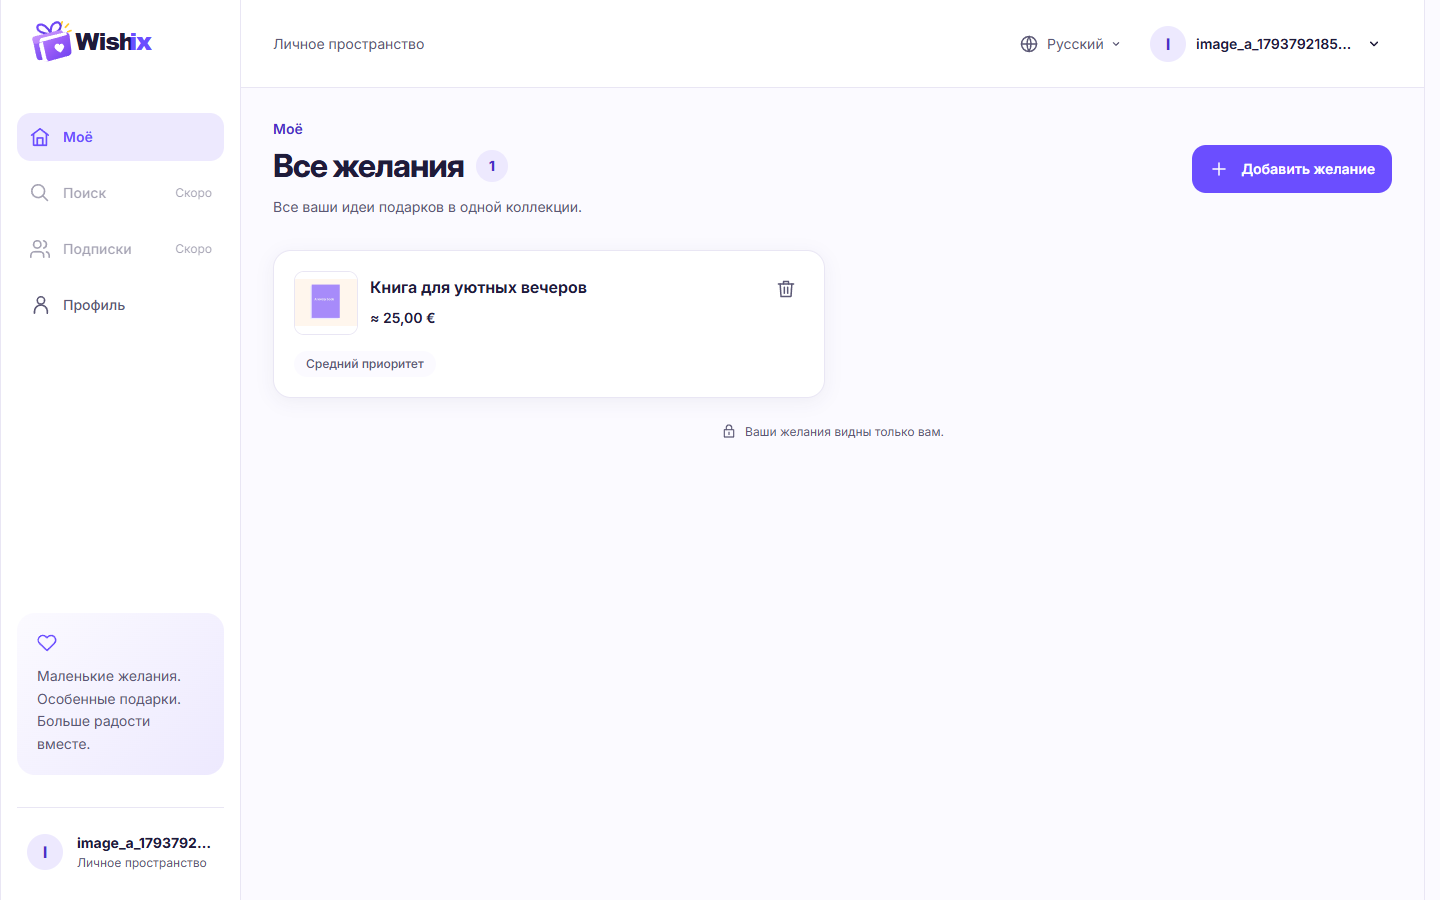 Wishix
Личное пространство
Русский
I
image_a_1793792185...
Моё
Поиск
Скоро
Подписки
Скоро
Профиль
Моё
Все желания
1
Все ваши идеи подарков в одной коллекции.
Добавить желание
Книга для уютных вечеров
≈ 25,00 €
Средний приоритет
Ваши желания видны только вам.
Маленькие желания.
Особенные подарки.
Больше радости
вместе.
I
image_a_1793792...
Личное пространство